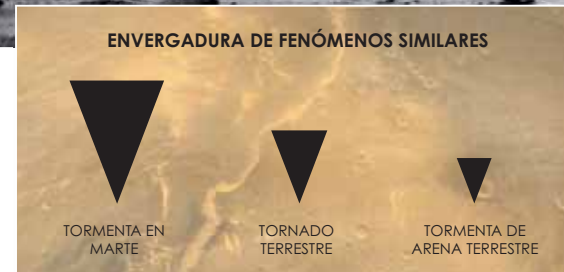 ENVERGADURA DE FENÓMENOS SIMILARES
TORMENTA EN
MARTE
TORNADO
TERRESTRE
TORMENTA DE
ARENA TERRESTRE